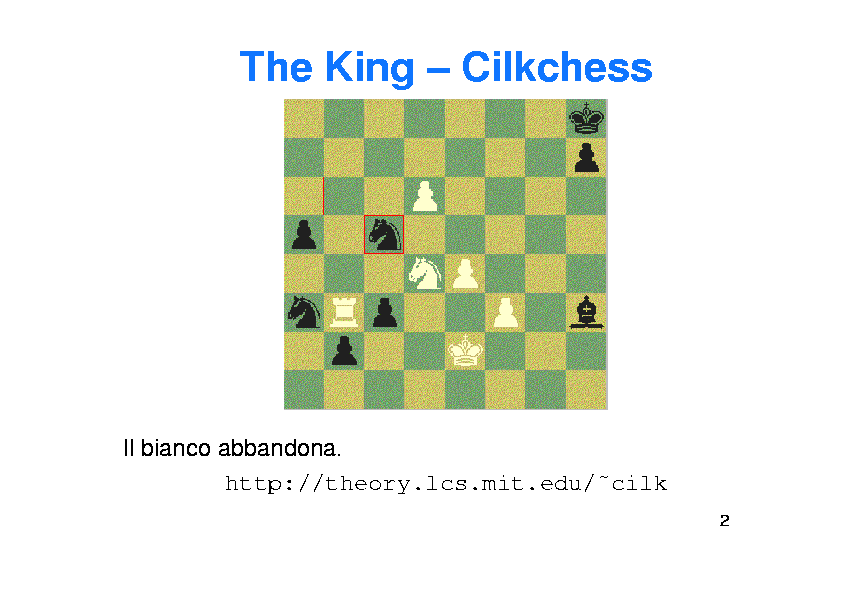 The King – Cilkchess
Il bianco abbandona.
http://theory.lcs.mit.edu/~cilk
2